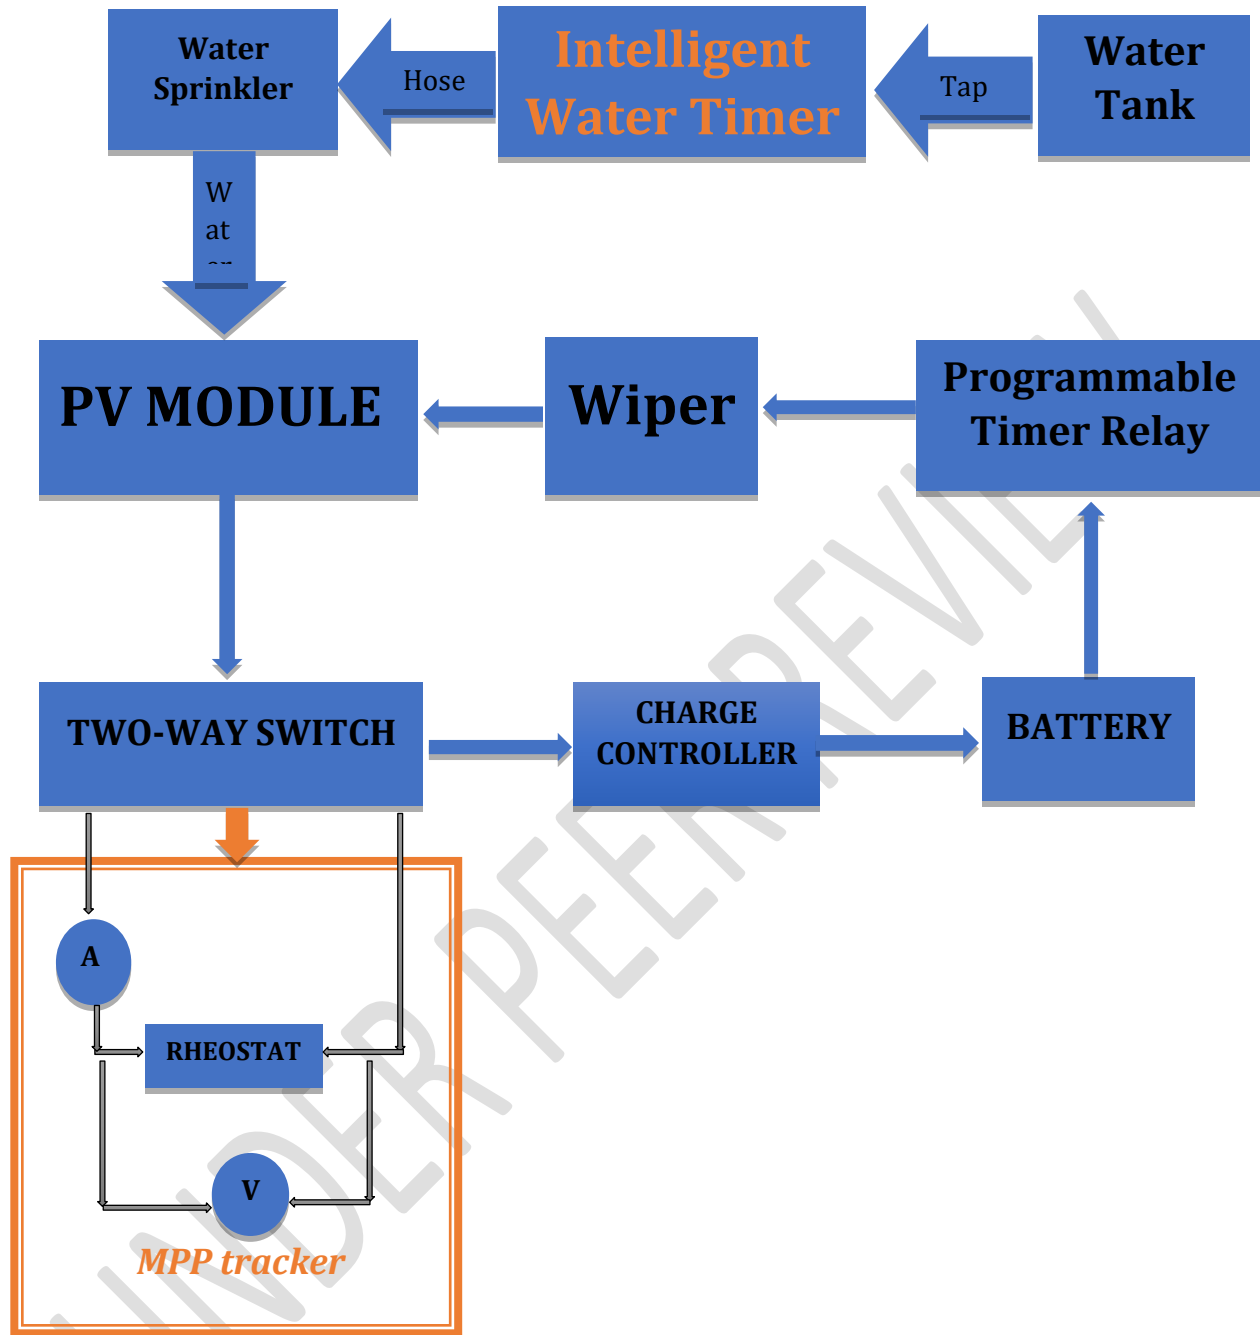 Water
Sprinkler
Hose
Intelligent
Water Timer
Tap
Water
Tank
W
at
er
PV MODULE
Wiper
Programmable
Timer Relay
TWO-WAY SWITCH
CHARGE
CONTROLLER
BATTERY
A
RHEOSTAT
V
MPP tracker
UNDER PEER REVIEW